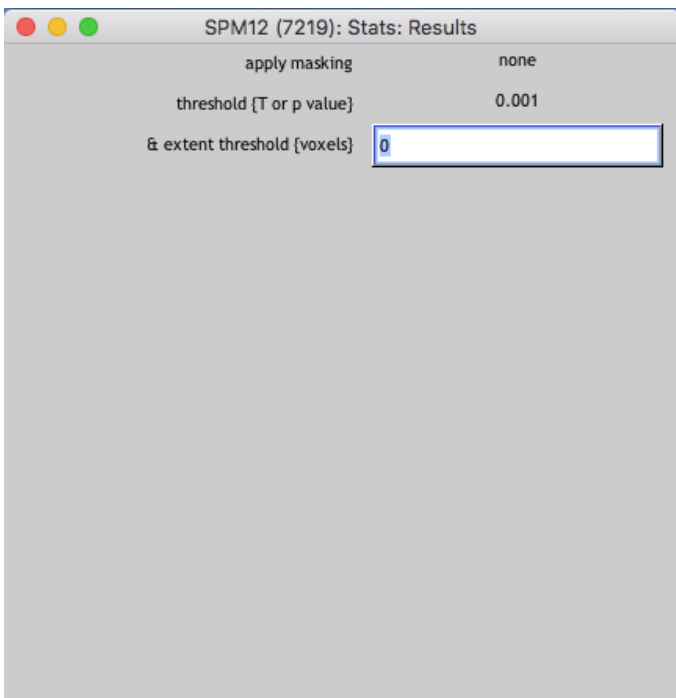 SPM12 (7219): Stats: Results
apply masking none
threshold {T or p value} 0.001
& extent threshold {voxels} 0